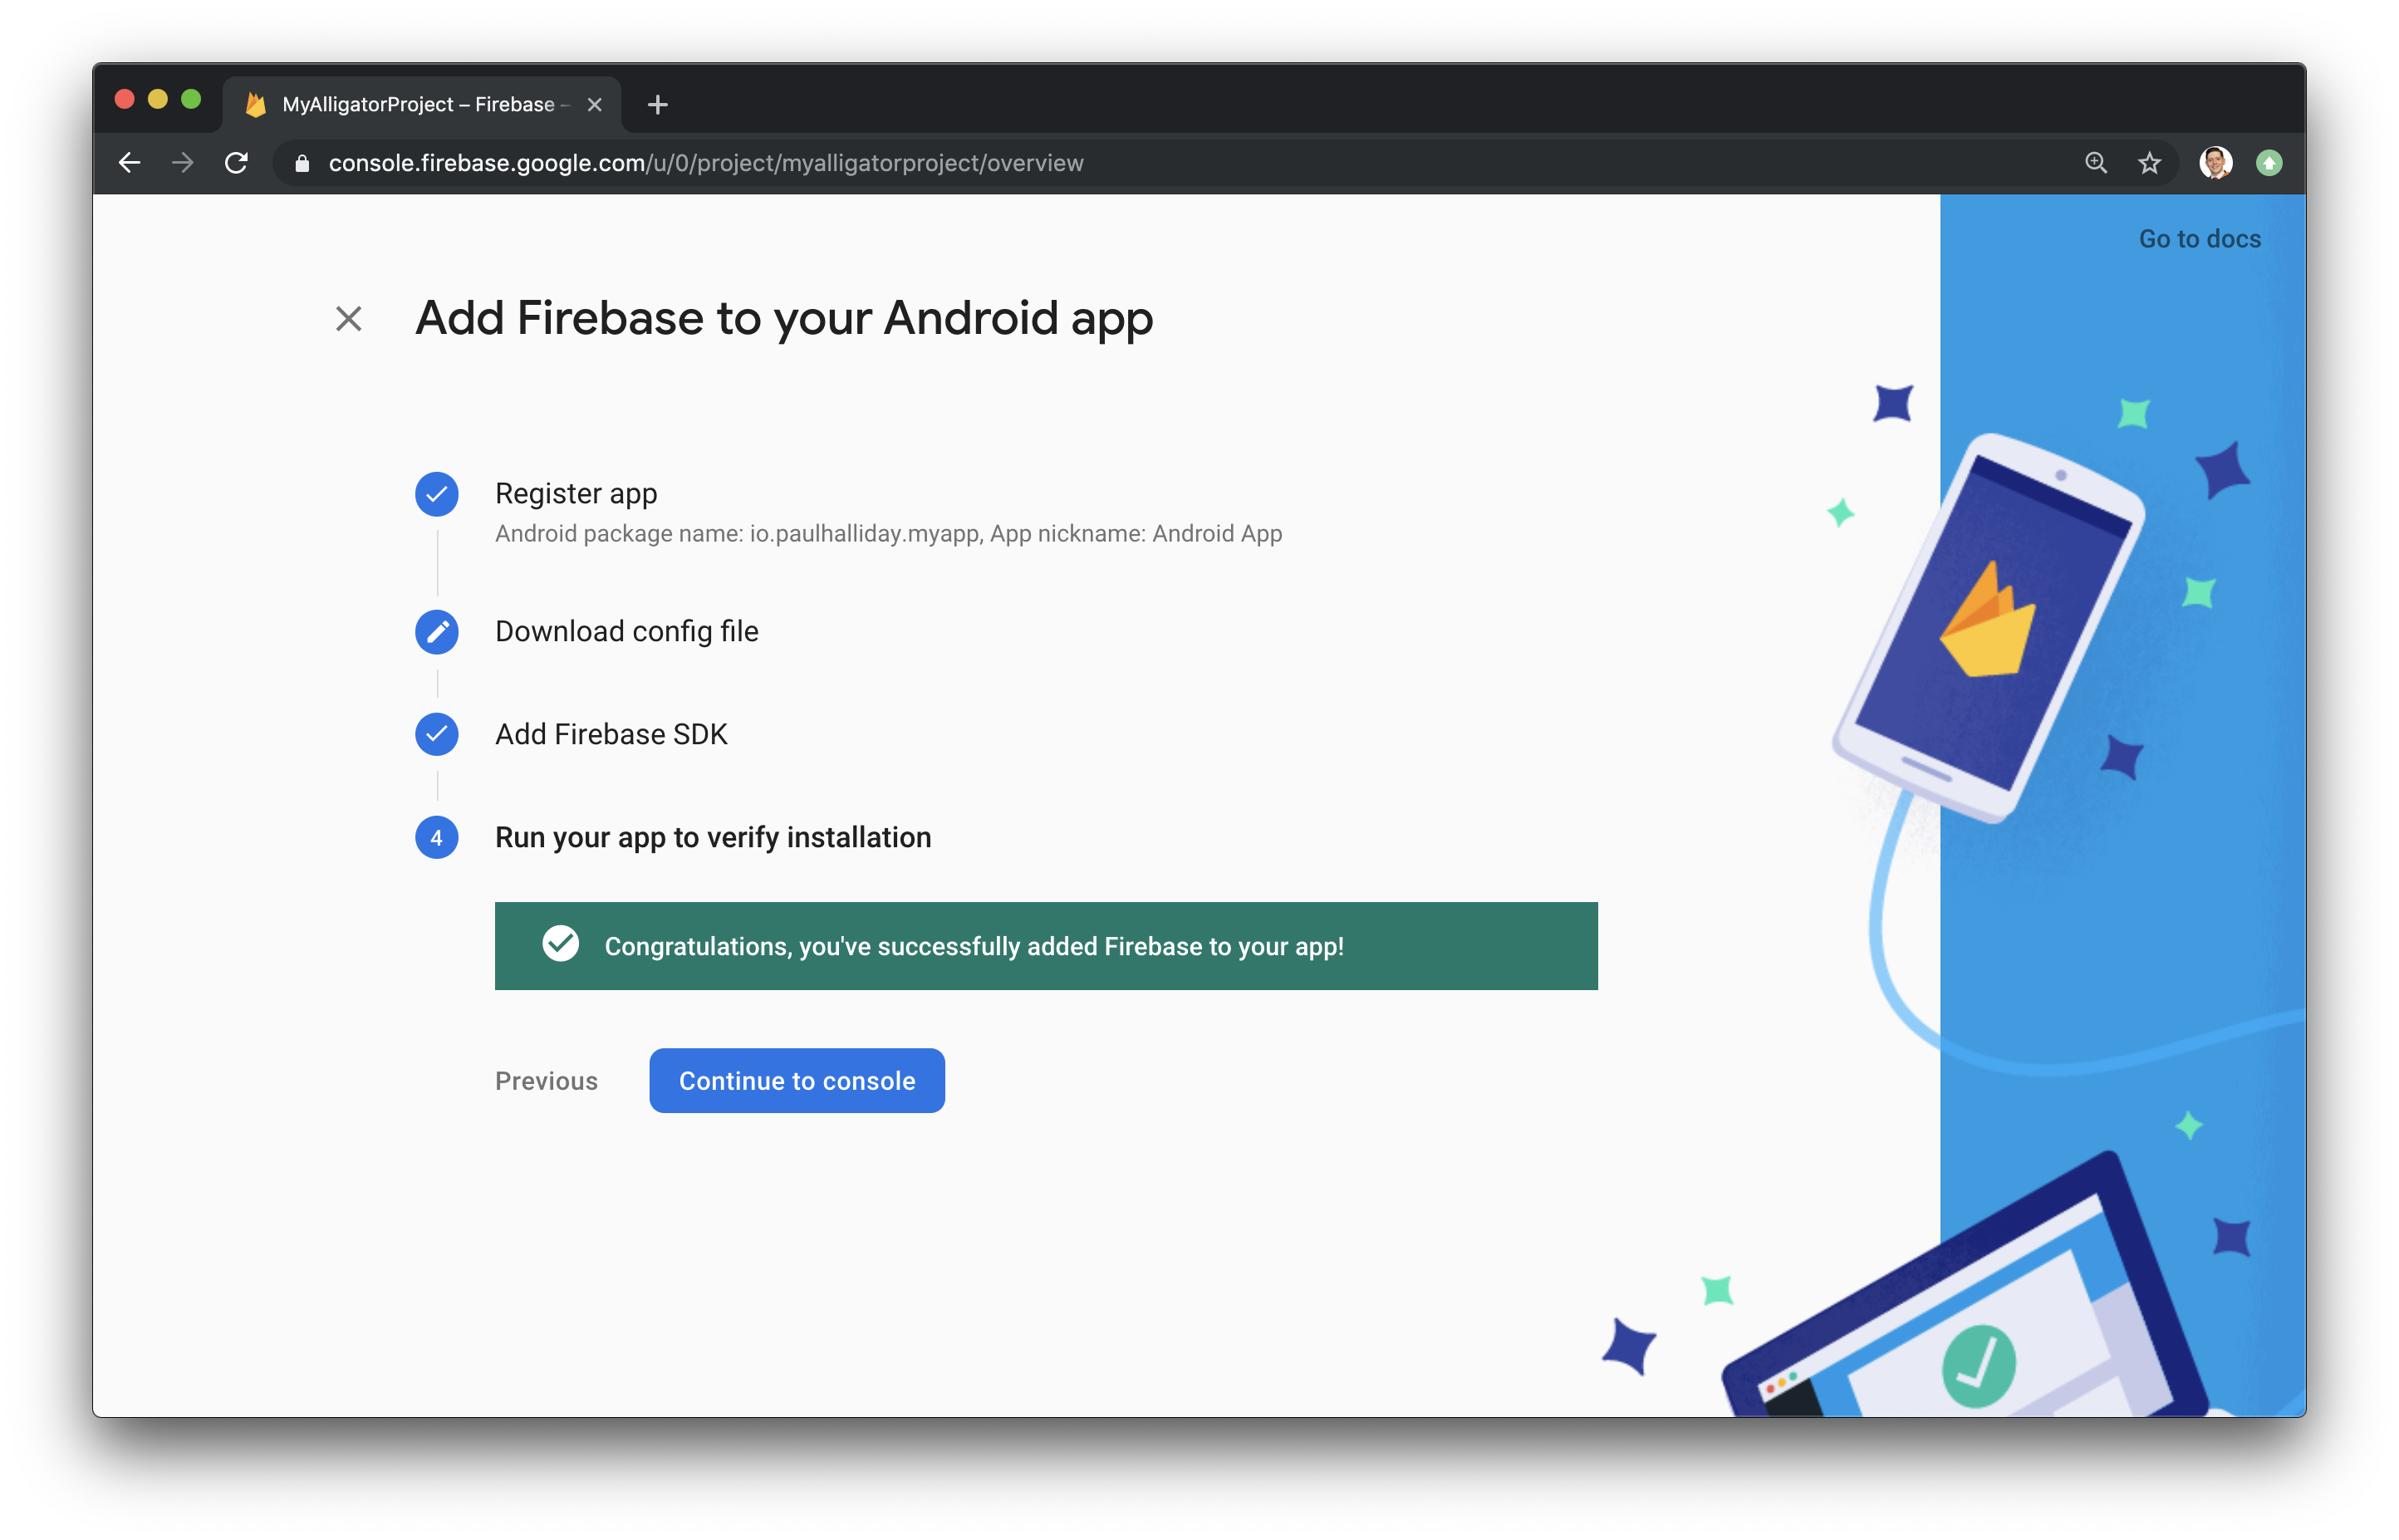 MyAlligatorProject – Firebase –
console.firebase.google.com/u/0/project/myalligatorproject/overview
Go to docs
Add Firebase to your Android app
Register app
Android package name: io.paulhalliday.myapp, App nickname: Android App
Download config file
Add Firebase SDK
4 Run your app to verify installation
Congratulations, you've successfully added Firebase to your app!
Previous Continue to console